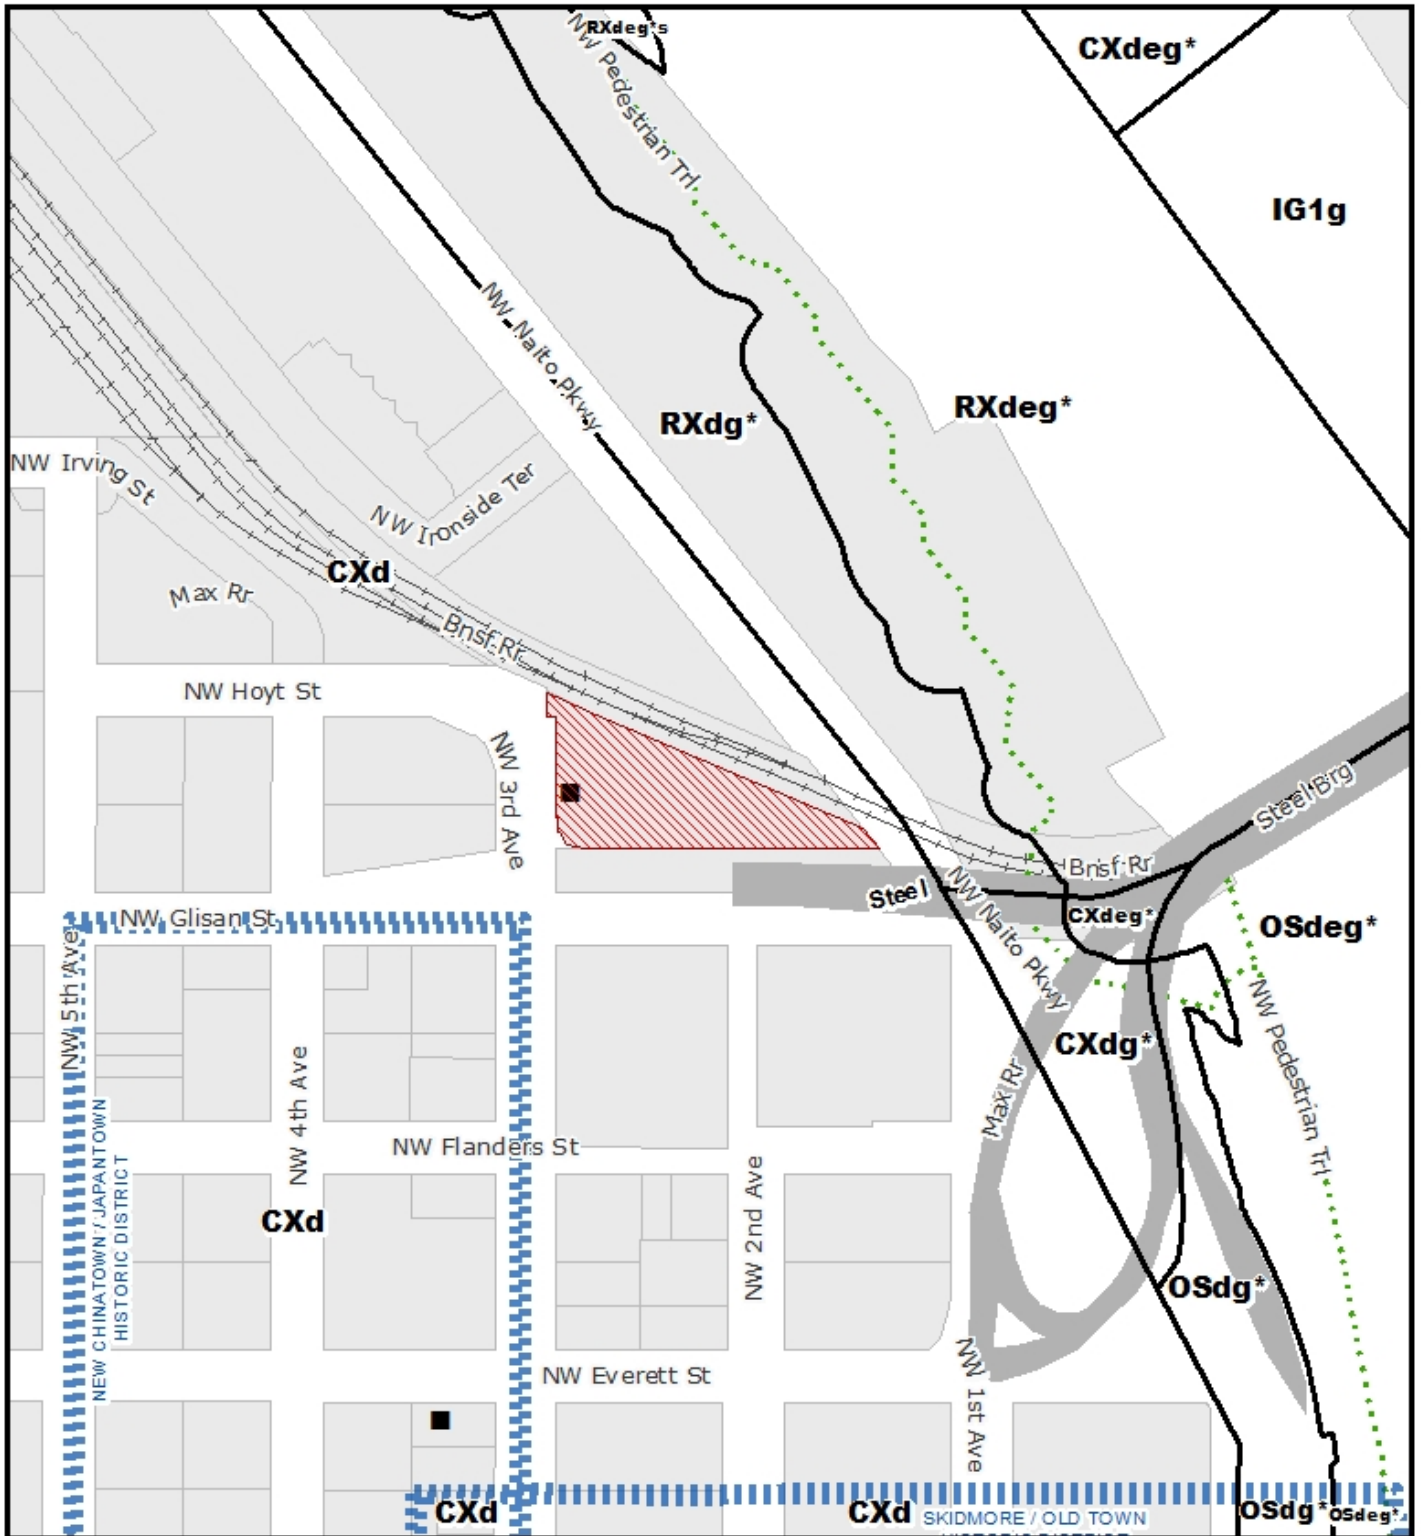 RXdeg*s
CXdeg*
NW Pedestrian Trl
IG1g
NW Naito Pkwy
RXdg*
RXdeg*
NW Irving St
NW Ironside Ter
CXd
Max Rr
Bnsf Rr
NW Hoyt St
NW 3rd Ave
Steel Brg
Bnsf Rr
Steel
NW Naito Pkwy
CXdeg*
NW Glisan St
OSdeg*
NW 5th Ave
NW Pedestrian Trl
CXdg*
NW 4th Ave
Max Rr
NEW CHINATOWN / JAPANTOWN
HISTORIC DISTRICT
NW Flanders St
NW 2nd Ave
CXd
OSdg*
NW Everett St
NW 1st Ave
CXd
CXd
SKIDMORE / OLD TOWN
HISTORIC DISTRICT
OSdg*
OSdeg*